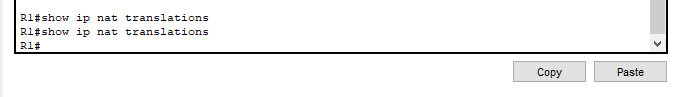 R1#show ip nat translations
R1#show ip nat translations
R1#
Copy Paste